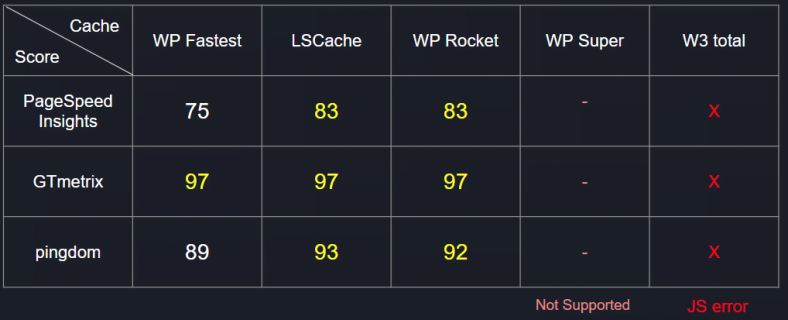 Cache
Score
WP Fastest LSCache WP Rocket WP Super W3 total
PageSpeed
Insights
75 83 83 - X
GTmetrix 97 97 97 - X
pingdom 89 93 92 - X
Not Supported JS error